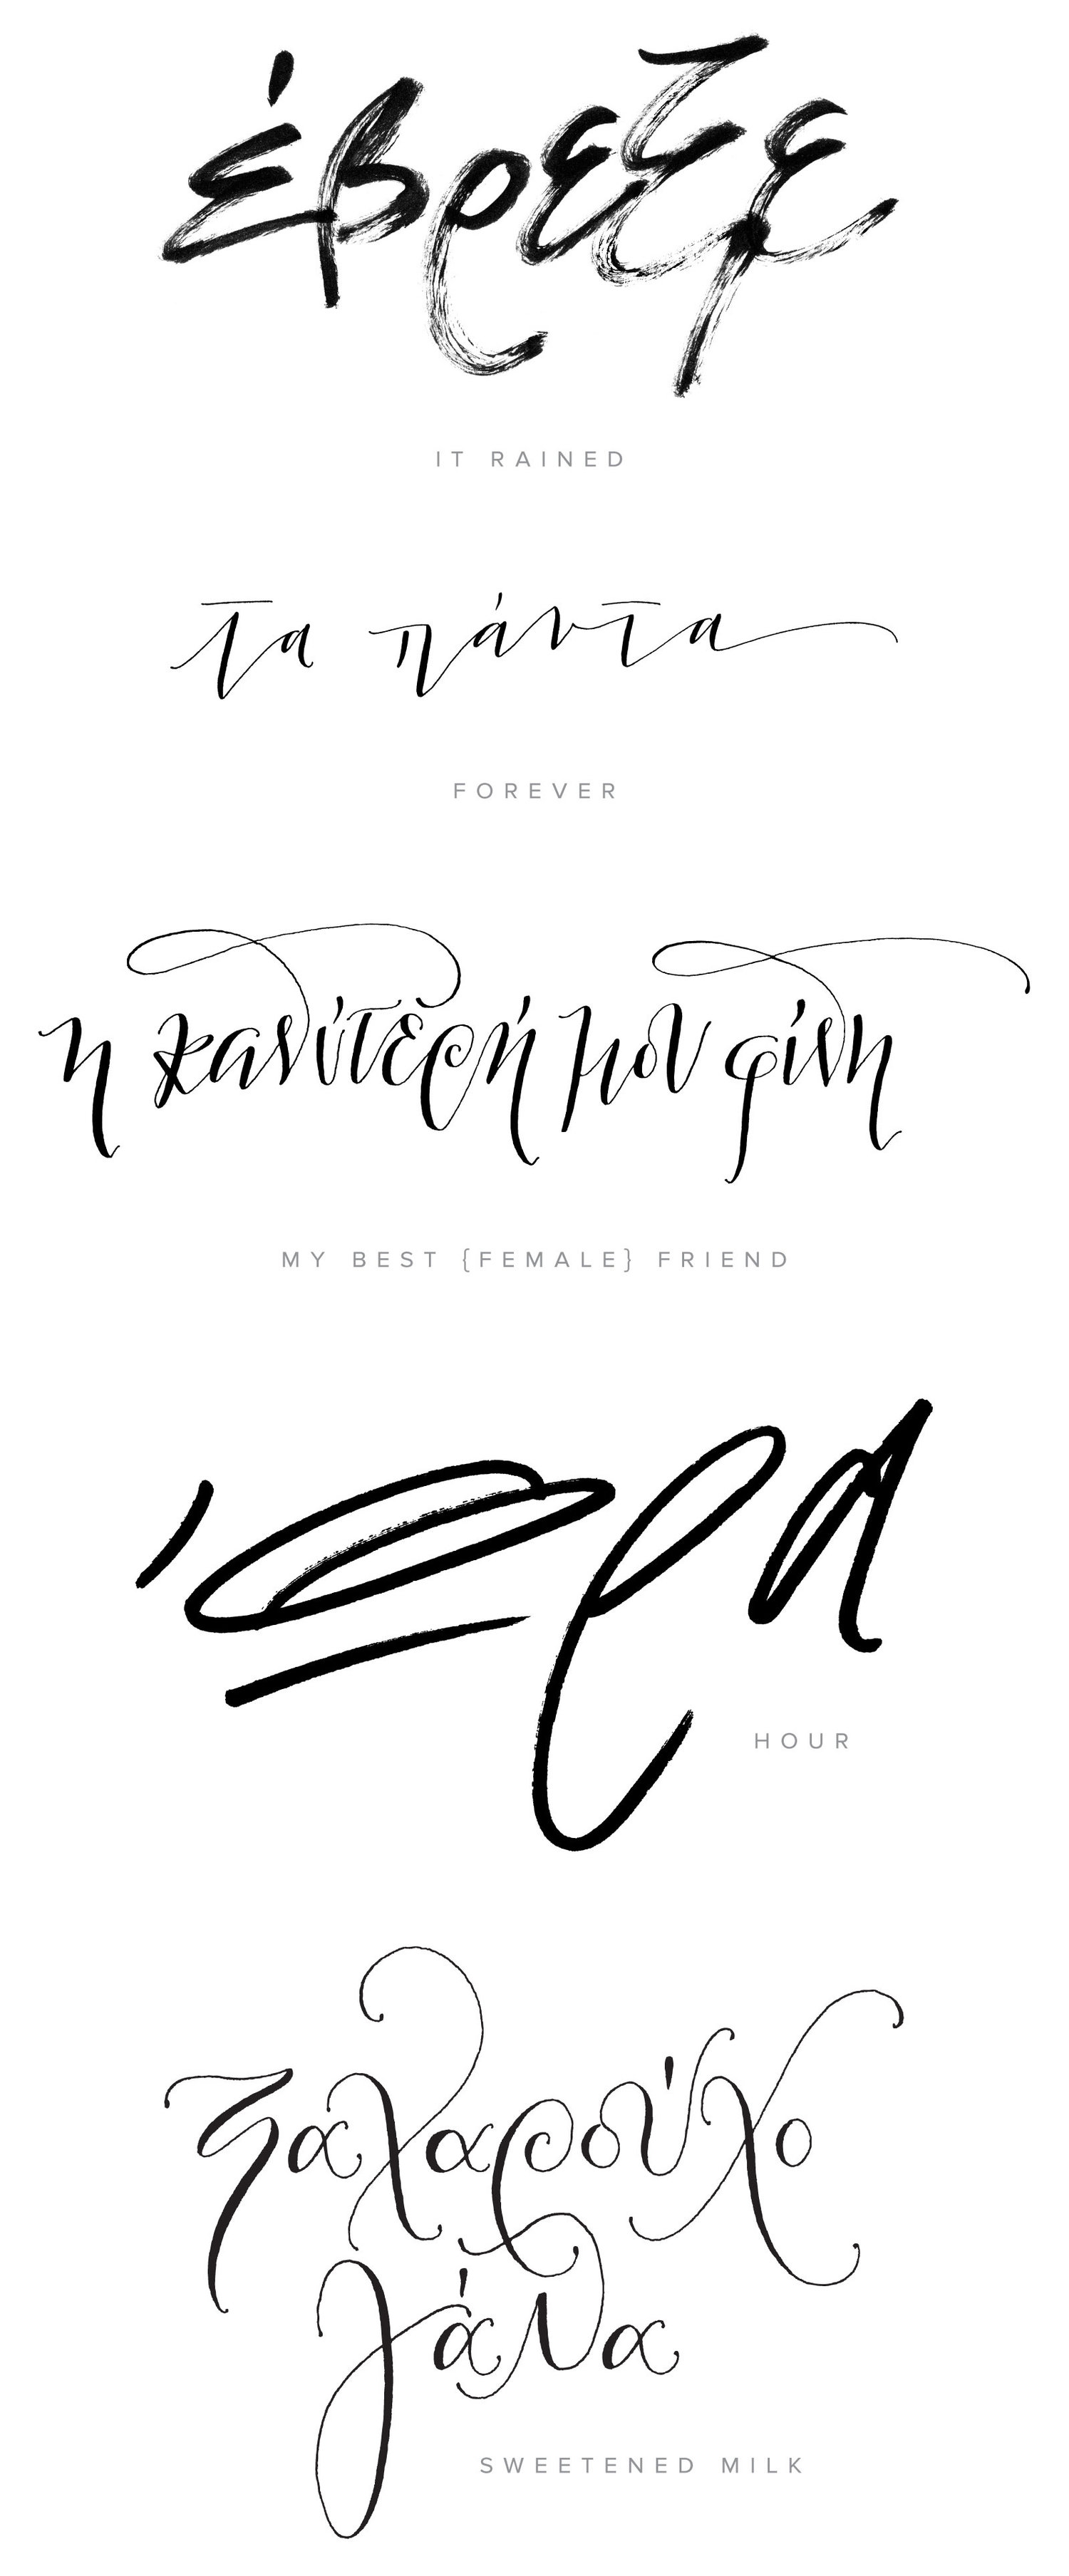 έβρεξε
IT RAINED
τα πάντα
FOREVER
η καλύτερή μου φίλη
MY BEST {FEMALE} FRIEND
ώρα
HOUR
ζαχαρούχο
γάλα
SWEETENED MILK